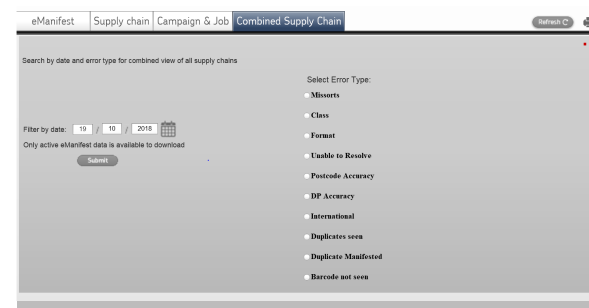 eManifest Supply chain Campaign & Job Combined Supply Chain Refresh
Search by date and error type for combined view of all supply chains
Select Error Type:
Missorts
Class
Filter by date: 19 / 10 / 2018
Format
Only active eManifest data is available to download
Submit
Unable to Resolve
Postcode Accuracy
DP Accuracy
International
Duplicates seen
Duplicate Manifested
Barcode not seen